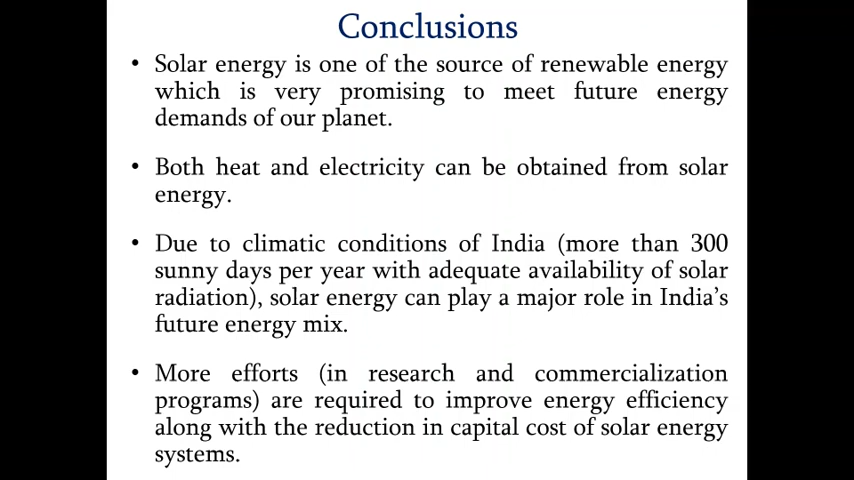 Conclusions
• Solar energy is one of the source of renewable energy
which is very promising to meet future energy
demands of our planet.
• Both heat and electricity can be obtained from solar
energy.
• Due to climatic conditions of India (more than 300
sunny days per year with adequate availability of solar
radiation), solar energy can play a major role in India’s
future energy mix.
• More efforts (in research and commercialization
programs) are required to improve energy efficiency
along with the reduction in capital cost of solar energy
systems.